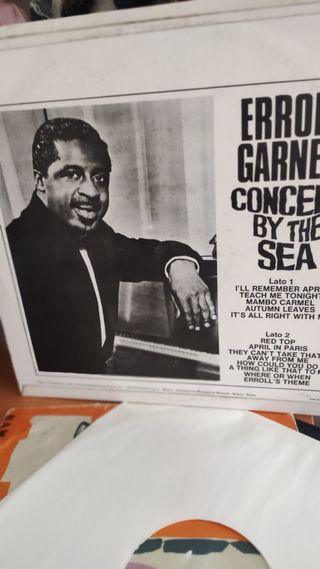 ERROL
GARNE
CONCE
BY THE
SEA
Lato 1
I'LL REMEMBER APR
TEACH ME TONIGHT
MAMBO CARMEL
AUTUMN LEAVES
IT'S ALL RIGHT WITH M
Lato 2
RED TOP
APRIL IN PARIS
THEY CAN'T TAKE THAT
AWAY FROM ME
HOW COULD YOU DO
A THING LIKE THAT TO M
WHERE OR WHEN
ERROLL'S THEME